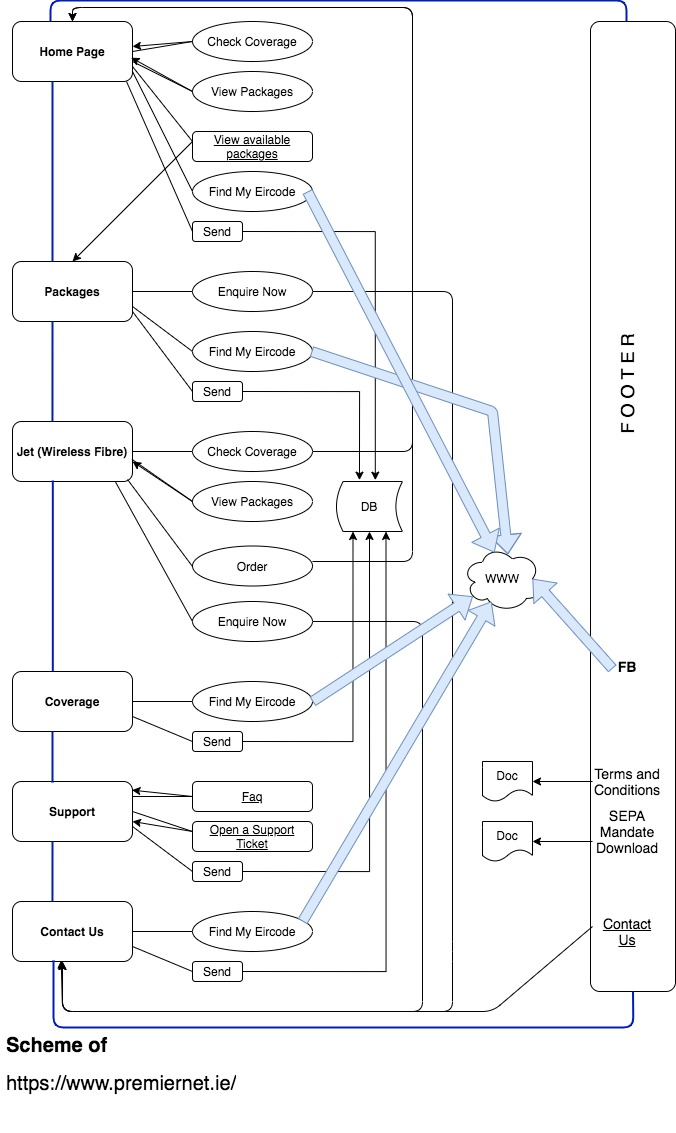 Home Page
Check Coverage
View Packages
View available
packages
Find My Eircode
Send
Packages
Enquire Now
Find My Eircode
Send
FOOTER
Jet (Wireless Fibre)
Check Coverage
View Packages
DB
Order
WWW
Enquire Now
FB
Coverage
Find My Eircode
Send
Support
Faq
Open a Support
Ticket
Send
Doc
Terms and
Conditions
Doc
SEPA
Mandate
Download
Contact Us
Find My Eircode
Send
Contact
Us
Scheme of
https://www.premiernet.ie/